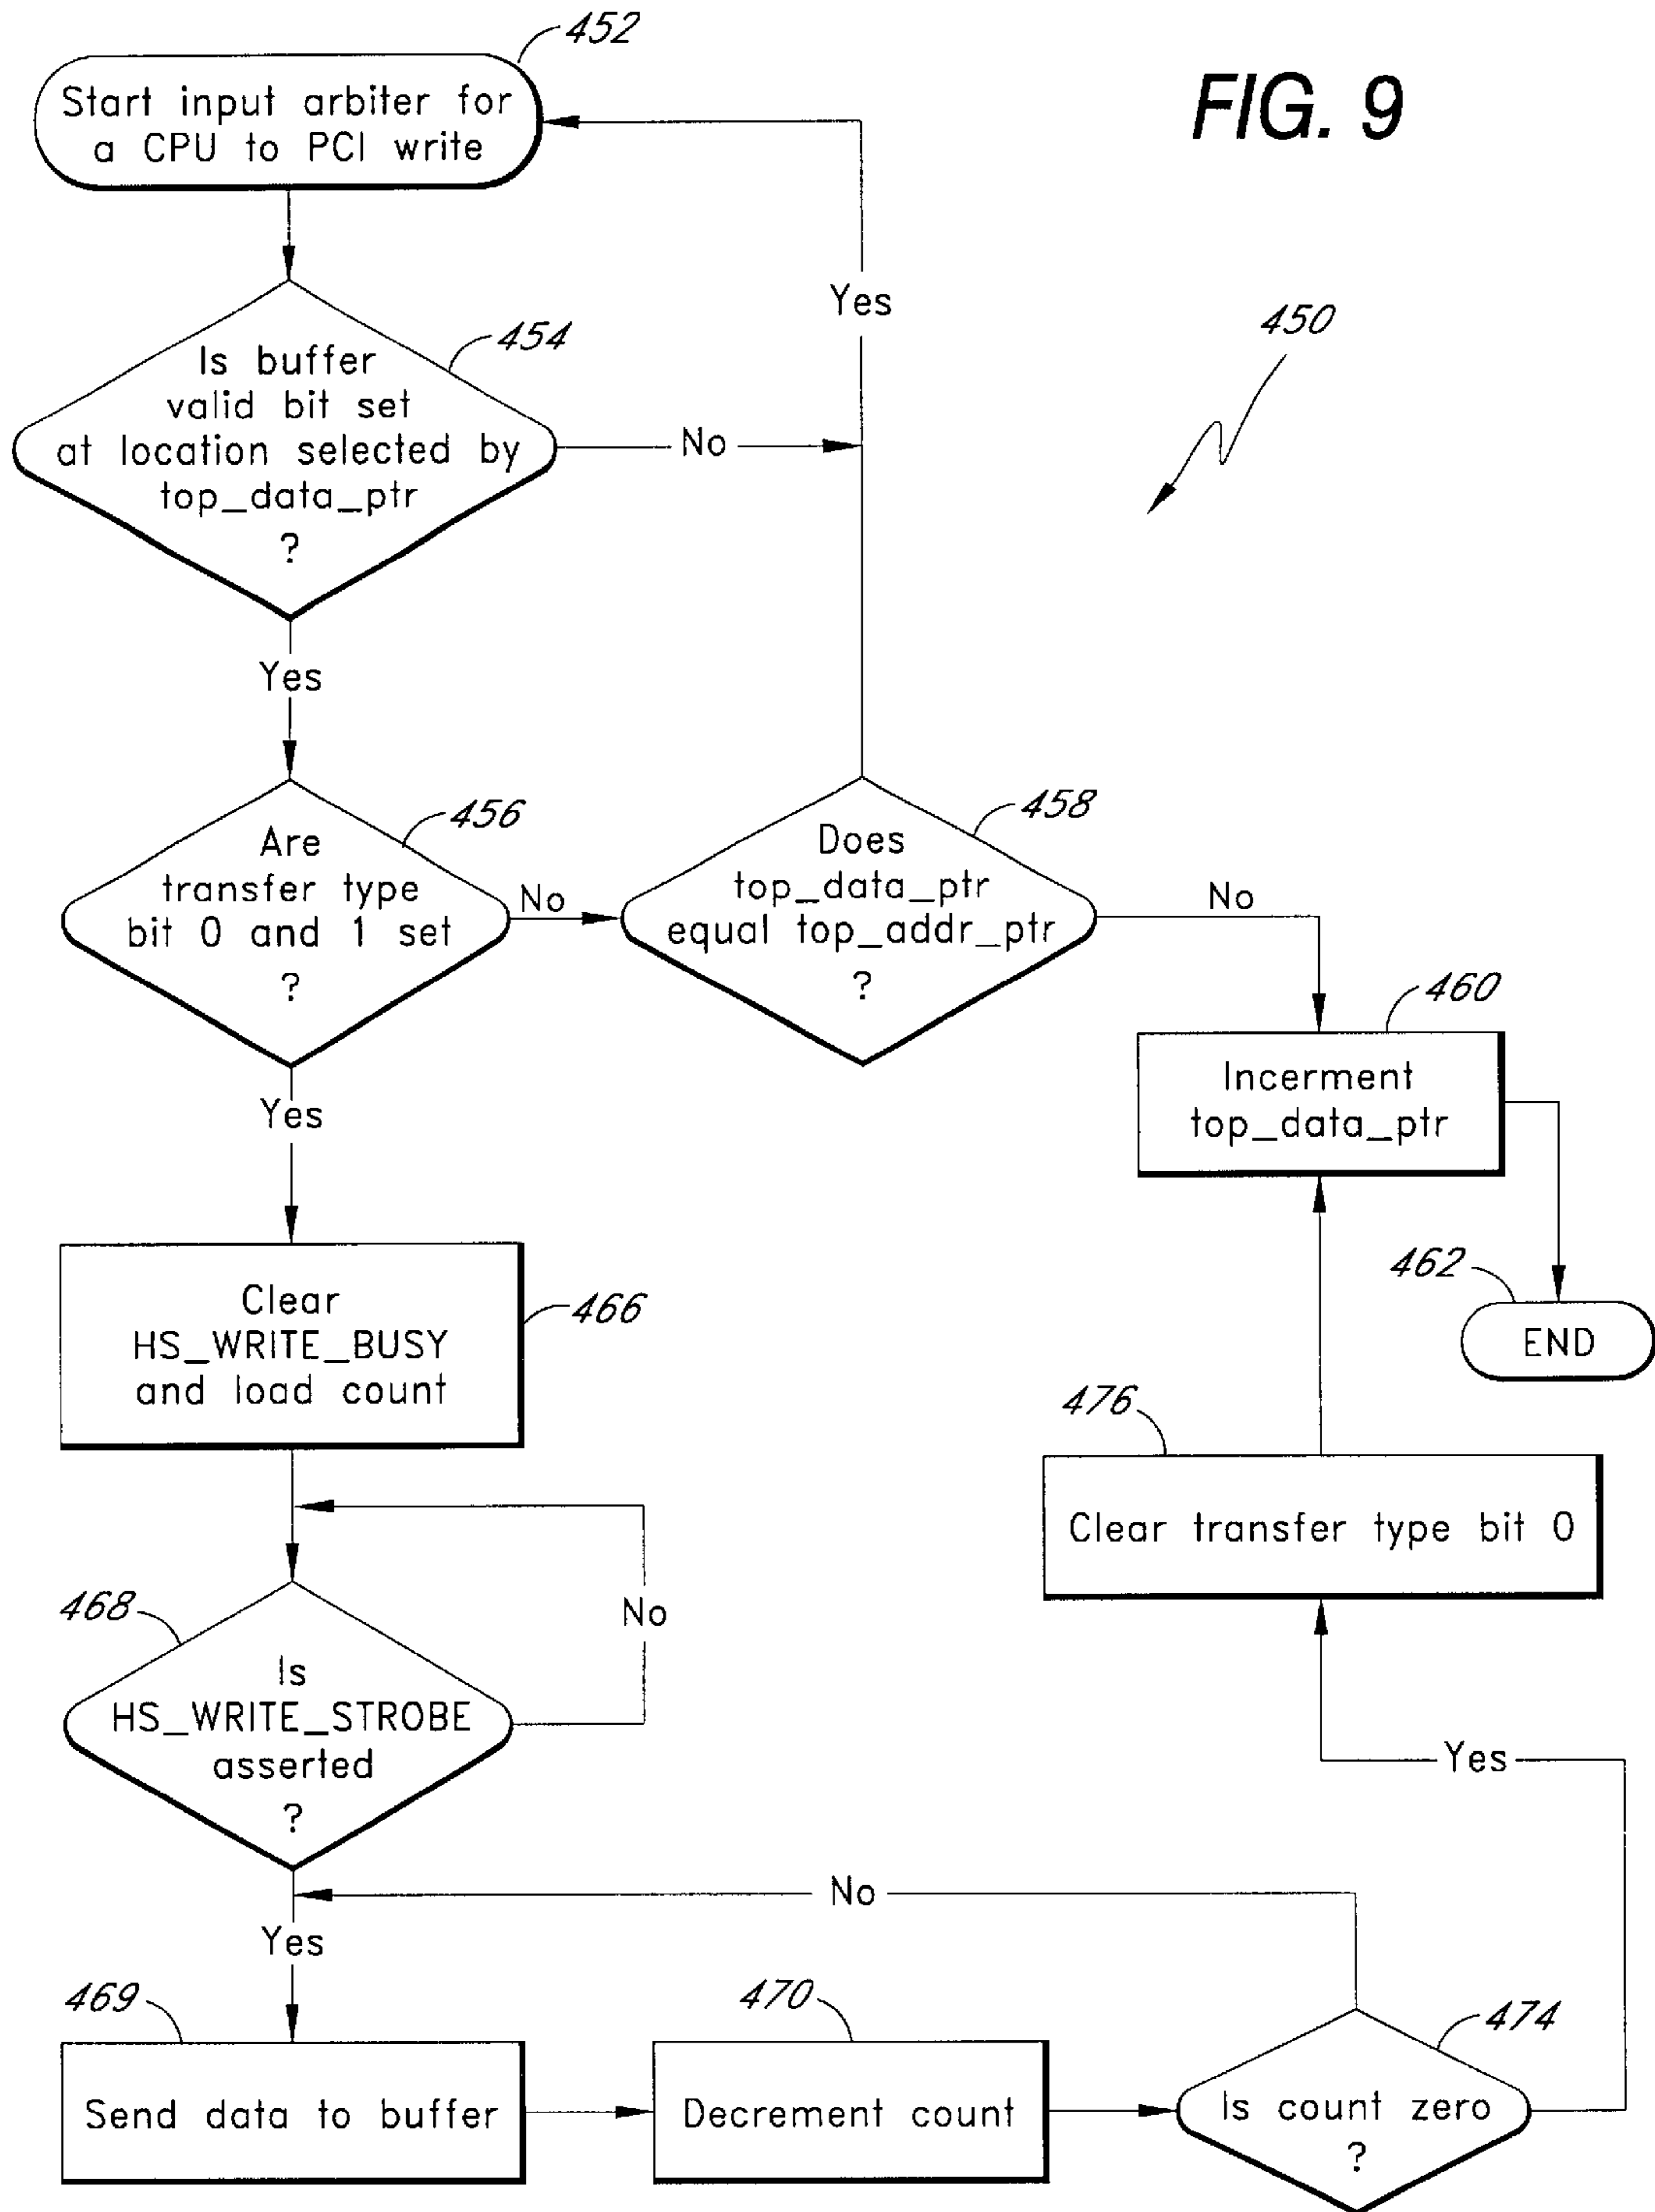 FIG. 9
452
Start input arbiter for
a CPU to PCI write
Yes
450
454
Is buffer
valid bit set
at location selected by
top_data_ptr
?
No
Yes
456
Are
transfer type
bit 0 and 1 set
?
No
458
Does
top_data_ptr
equal top_addr_ptr
?
No
460
Incerment
top_data_ptr
462
END
Yes
Clear
HS_WRITE_BUSY
and load count
466
476
Clear transfer type bit 0
468
Is
HS_WRITE_STROBE
asserted
?
No
Yes
No
Yes
469
Send data to buffer
470
Decrement count
474
Is count zero
?